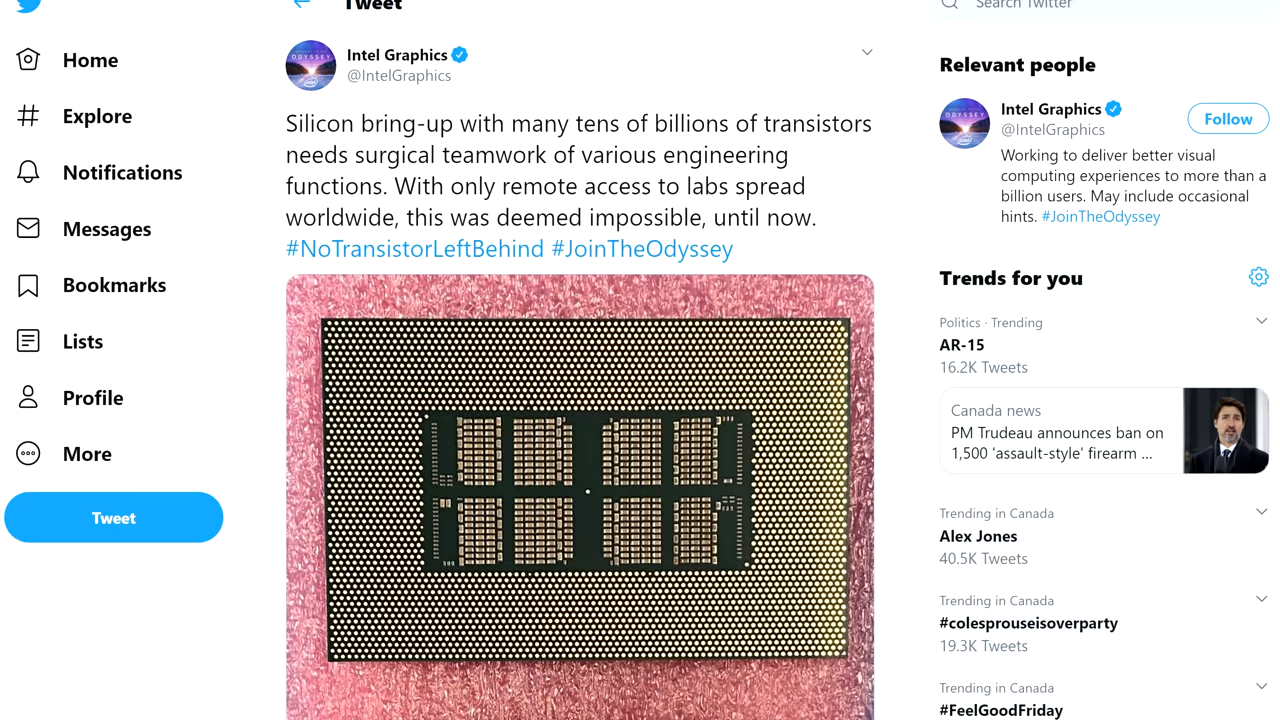 Tweet
Search Twitter
Home
Explore
Notifications
Messages
Bookmarks
Lists
Profile
More
Tweet
Intel Graphics
@IntelGraphics
Silicon bring-up with many tens of billions of transistors
needs surgical teamwork of various engineering
functions. With only remote access to labs spread
worldwide, this was deemed impossible, until now.
#NoTransistorLeftBehind #JoinTheOdyssey
ODYSSEY
Relevant people
Intel Graphics
@IntelGraphics
Follow
Working to deliver better visual
computing experiences to more than a
billion users. May include occasional
hints. #JoinTheOdyssey
ODYSSEY
Trends for you
Politics · Trending
AR-15
16.2K Tweets
Canada news
PM Trudeau announces ban on
1,500 'assault-style' firearm ...
Trending in Canada
Alex Jones
40.5K Tweets
Trending in Canada
#colesprouseisoverparty
19.3K Tweets
Trending in Canada
#FeelGoodFriday